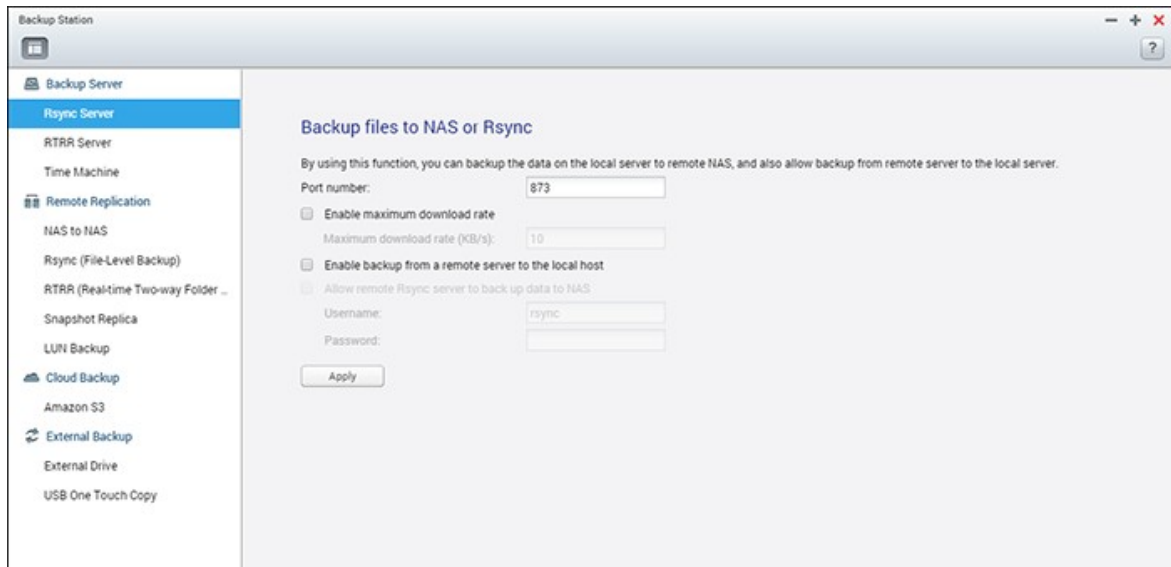 Backup Station
?
Backup Server
Rsync Server
RTRR Server
Time Machine
Remote Replication
NAS to NAS
Rsync (File-Level Backup)
RTRR (Real-time Two-way Folder ...
Snapshot Replica
LUN Backup
Cloud Backup
Amazon S3
External Backup
External Drive
USB One Touch Copy
Backup files to NAS or Rsync
By using this function, you can backup the data on the local server to remote NAS, and also allow backup from remote server to the local server.
Port number: 873
Enable maximum download rate
Maximum download rate (KB/s): 10
Enable backup from a remote server to the local host
Allow remote Rsync server to back up data to NAS
Username: rsync
Password:
Apply